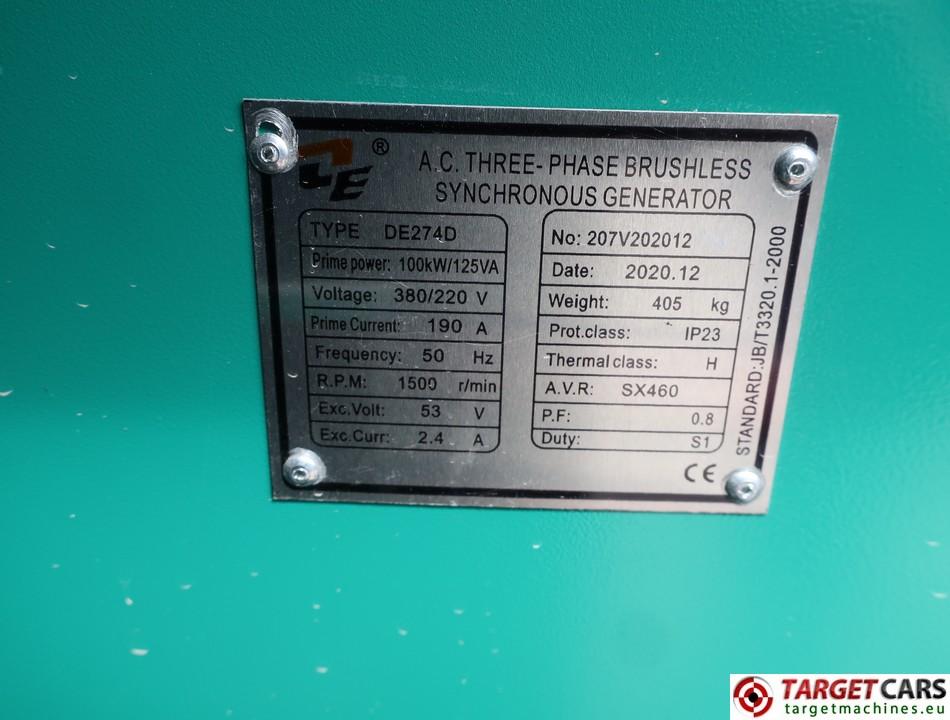 E ®
A.C. THREE- PHASE BRUSHLESS
SYNCHRONOUS GENERATOR
TYPE DE274D
Prime power: 100kW/125VA
Voltage: 380/220 V
Prime Current: 190 A
Frequency: 50 Hz
R.P.M: 1500 r/min
Exc.Volt: 53 V
Exc.Curr: 2.4 A
No: 207V202012
Date: 2020.12
Weight: 405 kg
Prot.class: IP23
Thermal class: H
A.V.R: SX460
P.F: 0.8
Duty: S1
CE
STANDARD:JB/T3320.1-2000
TARGETCARS
targetmachines.eu